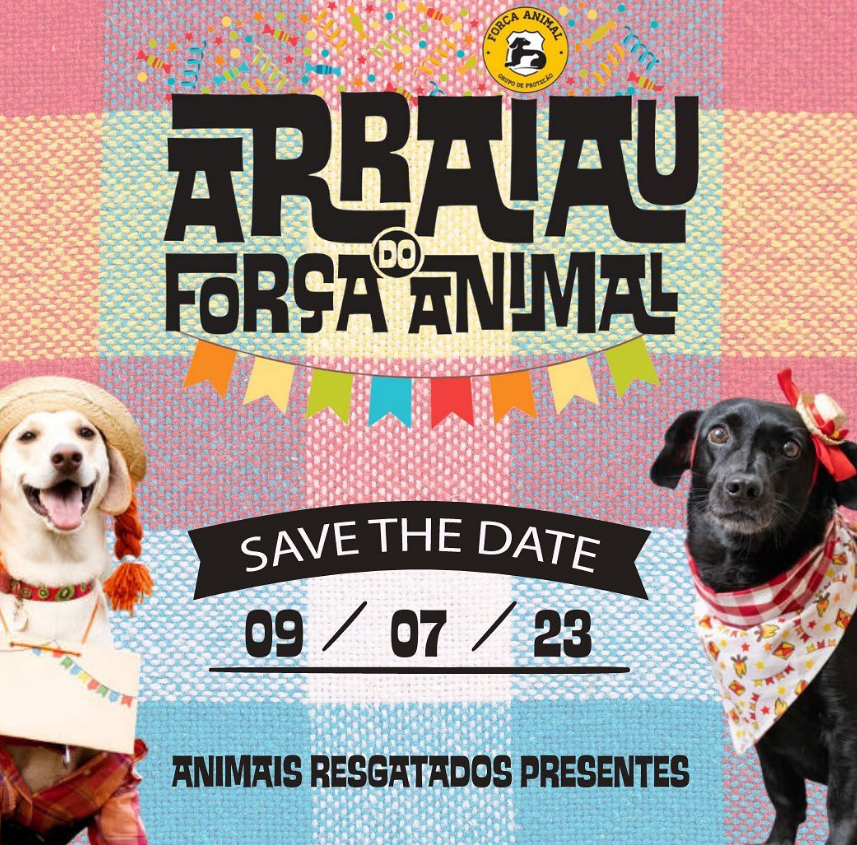 FORÇA ANIMAL
GRUPO DE PROTEÇÃO
ARRAIAU
DO
FORÇA ANIMAL
SAVE THE DATE
09 / 07 / 23
ANIMAIS RESGATADOS PRESENTES